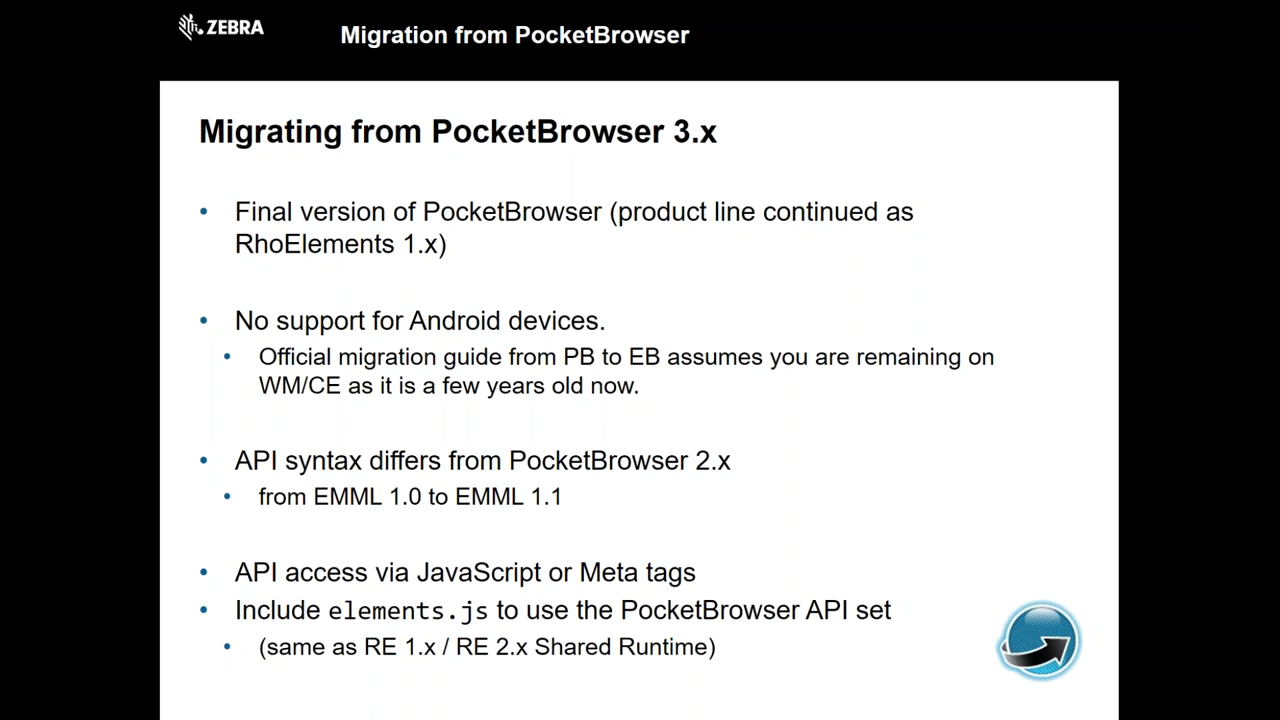 ZEBRA
Migration from PocketBrowser
Migrating from PocketBrowser 3.x
• Final version of PocketBrowser (product line continued as
RhoElements 1.x)
• No support for Android devices.
• Official migration guide from PB to EB assumes you are remaining on
WM/CE as it is a few years old now.
• API syntax differs from PocketBrowser 2.x
• from EMML 1.0 to EMML 1.1
• API access via JavaScript or Meta tags
• Include elements.js to use the PocketBrowser API set
• (same as RE 1.x / RE 2.x Shared Runtime)